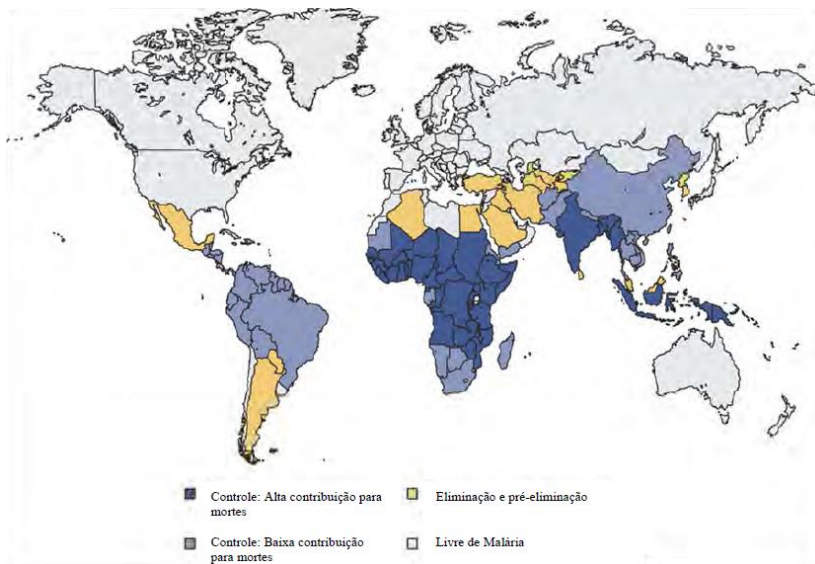 Controle: Alta contribuição para
mortes
Eliminação e pré-eliminação
Controle: Baixa contribuição
para mortes
Livre de Malária